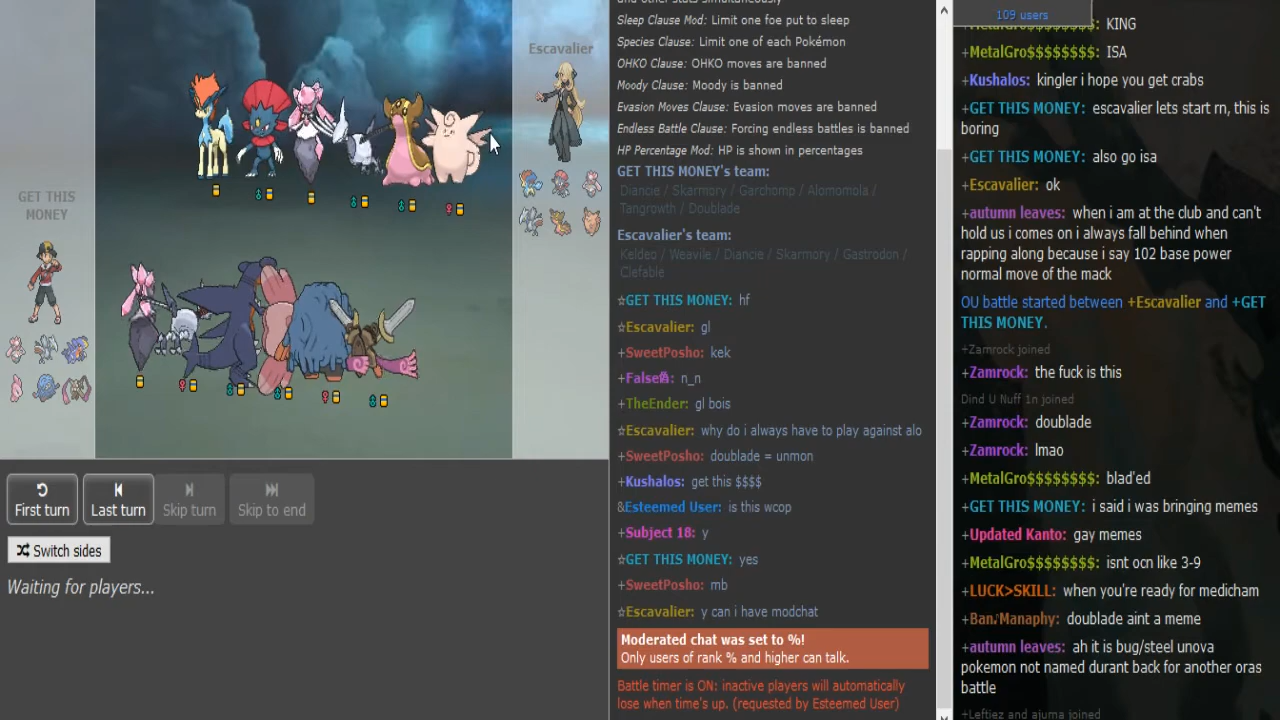 GET THIS
MONEY
Escavalier
First turn
Last turn
Skip turn
Skip to end
Switch sides
Waiting for players...
and other stats simultaneously
Sleep Clause Mod: Limit one foe put to sleep
Species Clause: Limit one of each Pokémon
OHKO Clause: OHKO moves are banned
Moody Clause: Moody is banned
Evasion Moves Clause: Evasion moves are banned
Endless Battle Clause: Forcing endless battles is banned
HP Percentage Mod: HP is shown in percentages
GET THIS MONEY's team:
Diancie / Skarmory / Garchomp / Alomomola /
Tangrowth / Doublade
Escavalier's team:
Keldeo / Weavile / Diancie / Skarmory / Gastrodon /
Clefable
☆GET THIS MONEY: hf
☆Escavalier: gl
+SweetPosho: kek
+False: n_n
+TheEnder: gl bois
☆Escavalier: why do i always have to play against alo
+SweetPosho: doublade = unmon
+Kushalos: get this $$$$
&Esteemed User: is this wcop
+Subject 18: y
☆GET THIS MONEY: yes
+SweetPosho: mb
☆Escavalier: y can i have modchat
Moderated chat was set to %!
Only users of rank % and higher can talk.
Battle timer is ON: inactive players will automatically
lose when time's up. (requested by Esteemed User)
109 users
+MetalGro$$$$$$$$: KING
+MetalGro$$$$$$$$: ISA
+Kushalos: kingler i hope you get crabs
+GET THIS MONEY: escavalier lets start rn, this is
boring
+GET THIS MONEY: also go isa
+Escavalier: ok
+autumn leaves: when i am at the club and can't
hold us i comes on i always fall behind when
rapping along because i say 102 base power
normal move of the mack
OU battle started between +Escavalier and +GET
THIS MONEY.
+Zamrock joined
+Zamrock: the fuck is this
Dind U Nuff 1n joined
+Zamrock: doublade
+Zamrock: lmao
+MetalGro$$$$$$$$: blad'ed
+GET THIS MONEY: i said i was bringing memes
+Updated Kanto: gay memes
+MetalGro$$$$$$$$: isnt ocn like 3-9
+LUCK>SKILL: when you're ready for medicham
+Ban Manaphy: doublade aint a meme
+autumn leaves: ah it is bug/steel unova
pokemon not named durant back for another oras
battle
+Leftiez and ajuma joined